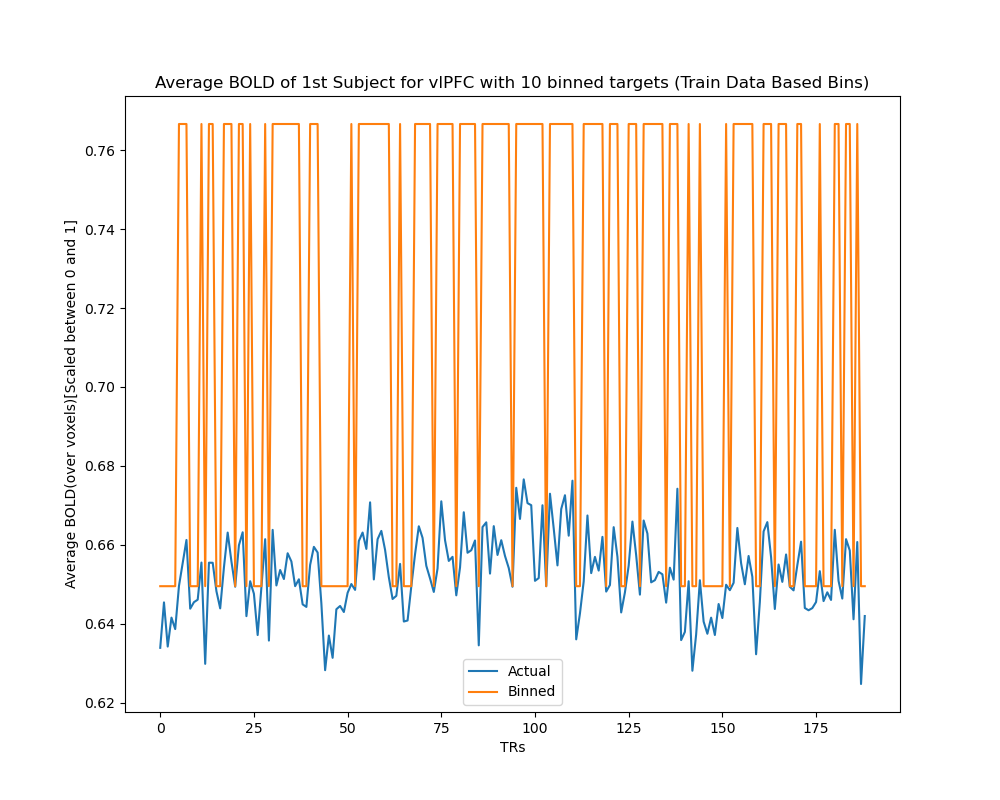 Average BOLD of 1st Subject for vlPFC with 10 binned targets (Train Data Based Bins)
Average BOLD(over voxels)[Scaled between 0 and 1]
0.76
0.74
0.72
0.70
0.68
0.66
0.64
0.62
Actual
Binned
0 25 50 75 100 125 150 175
TRs